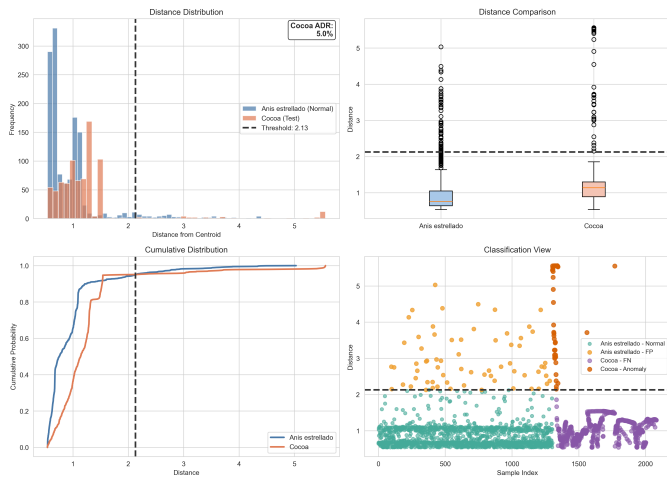 Distance Distribution
Cocoa ADR:
5.0%
Frequency
300
250
200
150
100
50
0
Anis estrellado (Normal)
Cocoa (Test)
Threshold: 2.13
1 2 3 4 5
Distance from Centroid
Distance Comparison
Distance
5
4
3
2
1
Anis estrellado Cocoa
Cumulative Distribution
Cumulative Probability
1.0
0.8
0.6
0.4
0.2
0.0
Anis estrellado
Cocoa
1 2 3 4 5
Distance
Classification View
Distance
5
4
3
2
1
Anis estrellado - Normal
Anis estrellado - FP
Cocoa - FN
Cocoa - Anomaly
0 500 1000 1500 2000
Sample Index